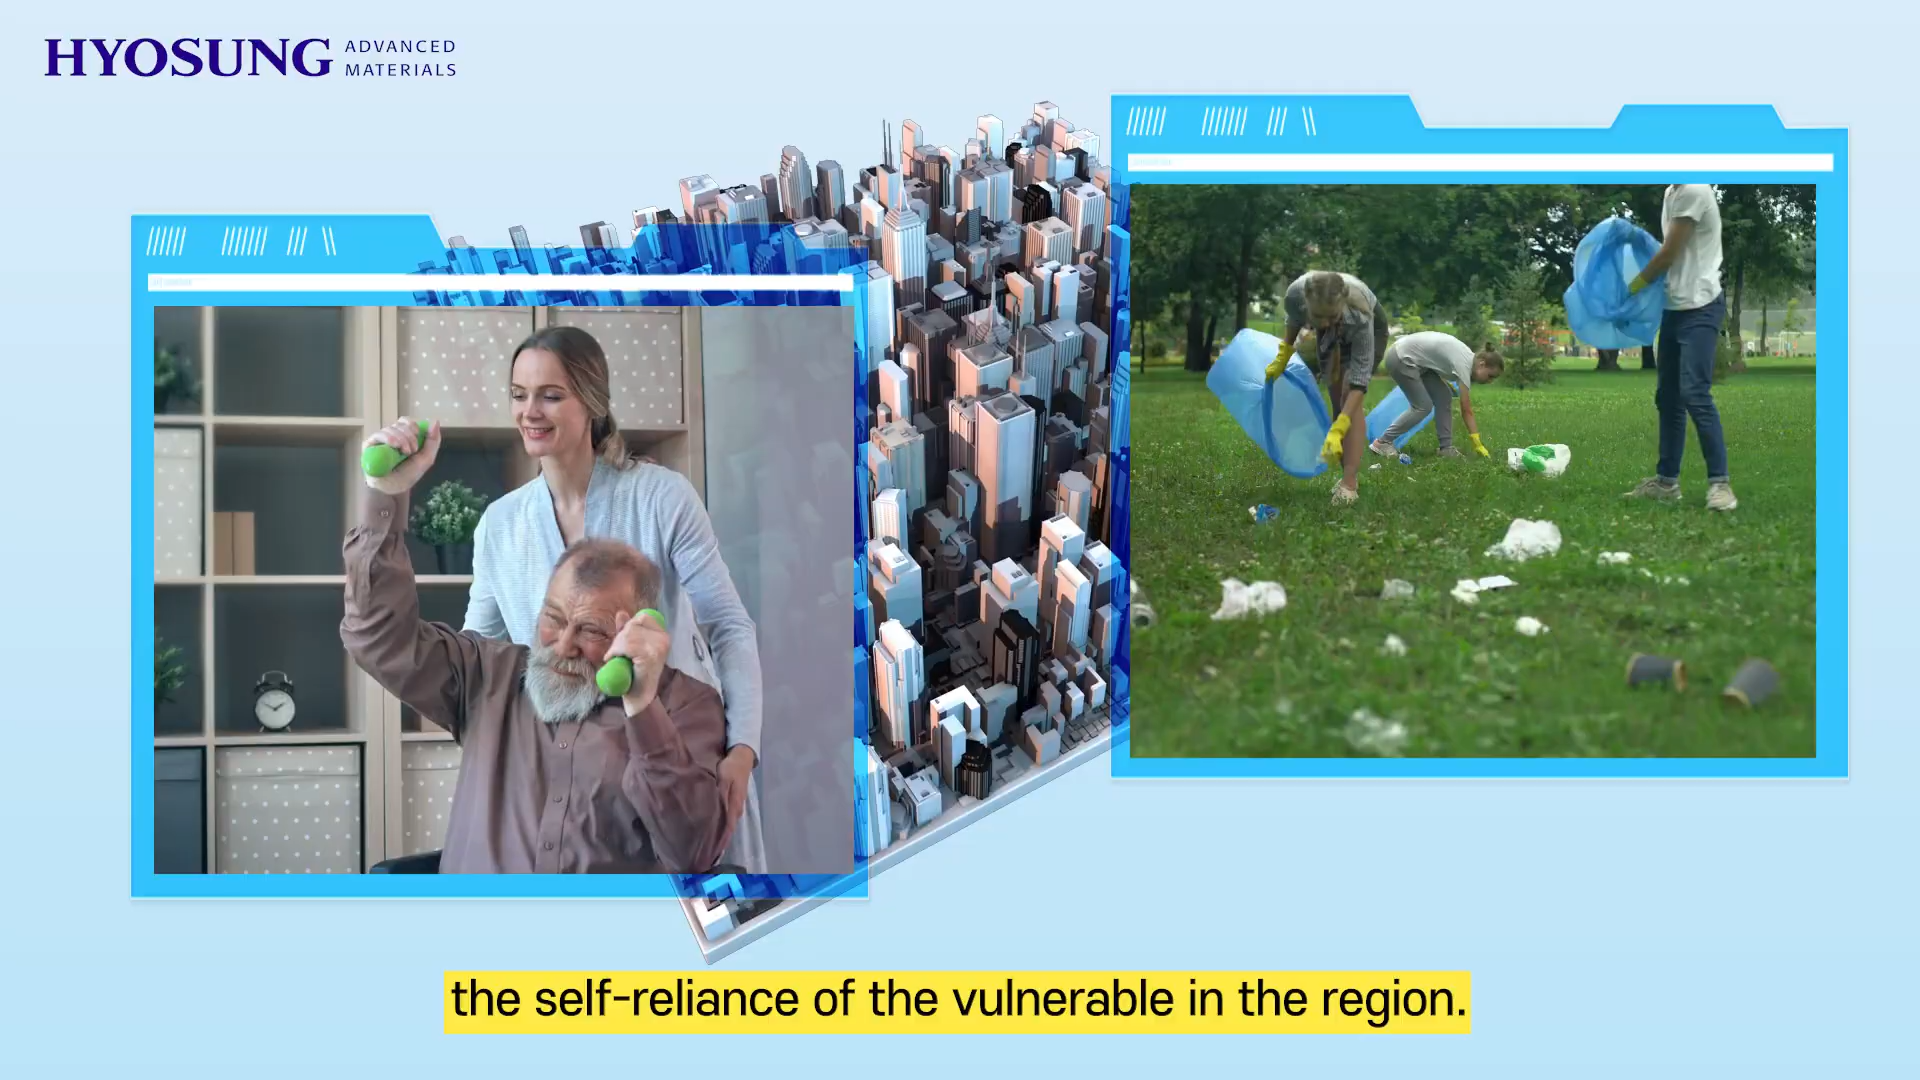 HYOSUNG ADVANCED MATERIALS
the self-reliance of the vulnerable in the region.